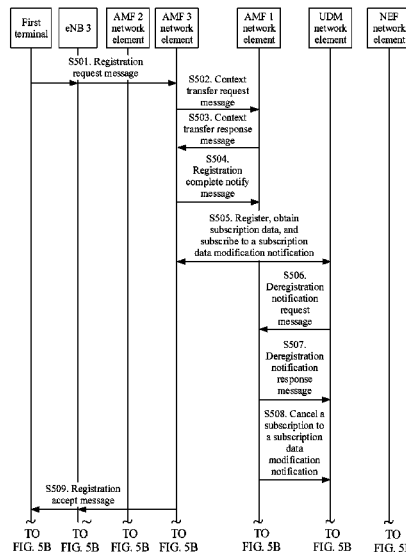 First
terminal
eNB 3
AMF 2
network
element
AMF 3
network
element
AMF 1
network
element
UDM
network
element
NEF
network
element
S501. Registration
request message
S502. Context
transfer request
message
S503. Context
transfer response
message
S504.
Registration
complete notify
message
S505. Register, obtain
subscription data, and
subscribe to a subscription
data modification notification
S506.
Deregistration
notification
request
message
S507.
Deregistration
notification
response
message
S508. Cancel a
subscription to
a subscription
data
modification
notification
S509. Registration
accept message
TO
FIG. 5B
TO
FIG. 5B
TO
FIG. 5B
TO
FIG. 5B
TO
FIG. 5B
TO
FIG. 5B
TO
FIG. 5